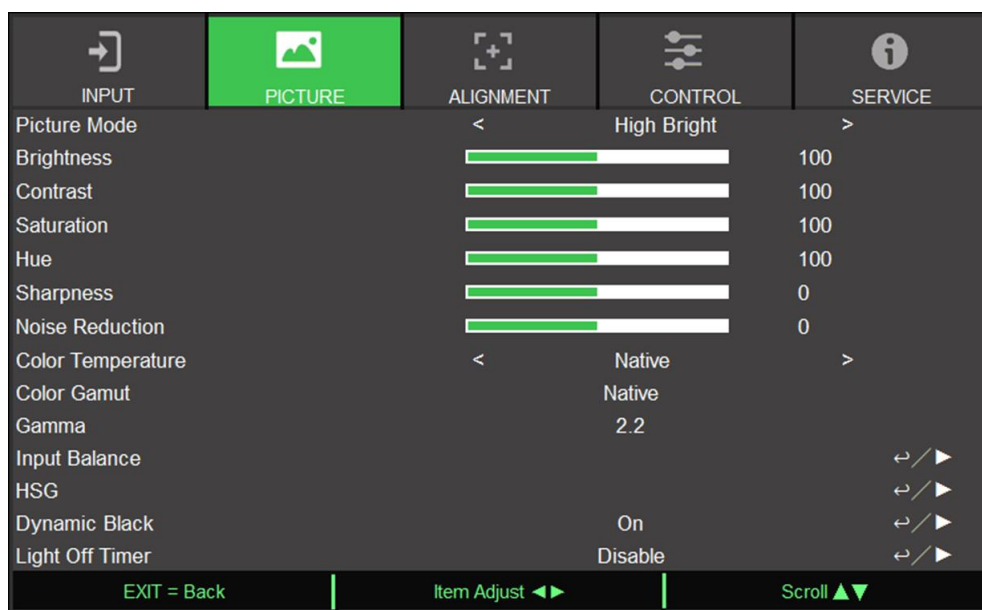 INPUT PICTURE ALIGNMENT CONTROL SERVICE
Picture Mode < High Bright >
Brightness 100
Contrast 100
Saturation 100
Hue 100
Sharpness 0
Noise Reduction 0
Color Temperature < Native >
Color Gamut Native
Gamma 2.2
Input Balance ↩/▶
HSG ↩/▶
Dynamic Black On ↩/▶
Light Off Timer Disable ↩/▶
EXIT = Back Item Adjust ◀▶ Scroll ▲▼